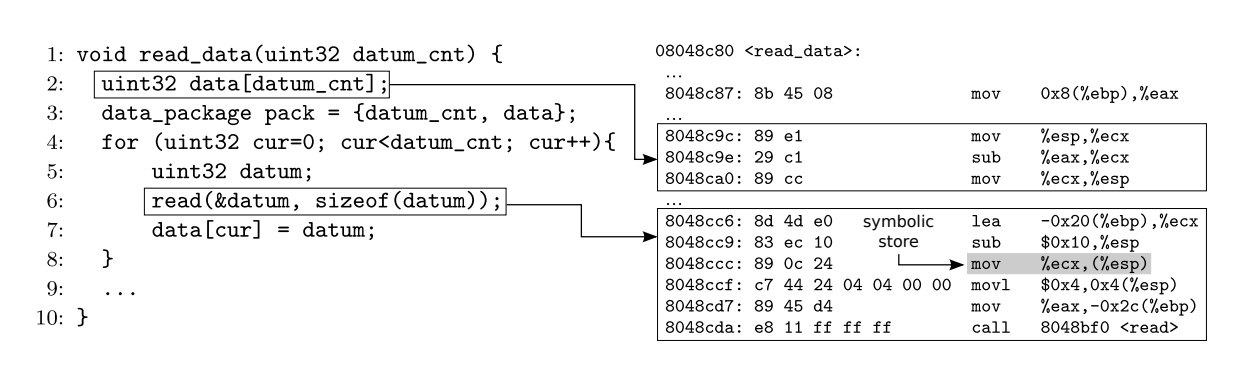 1: void read_data(uint32 datum_cnt) {
2: uint32 data[datum_cnt];
3: data_package pack = {datum_cnt, data};
4: for (uint32 cur=0; cur<datum_cnt; cur++){
5: uint32 datum;
6: read(&datum, sizeof(datum));
7: data[cur] = datum;
8: }
9: ...
10: }
08048c80 <read_data>:
...
8048c87: 8b 45 08 mov 0x8(%ebp),%eax
...
8048c9c: 89 e1 mov %esp,%ecx
8048c9e: 29 c1 sub %eax,%ecx
8048ca0: 89 cc mov %ecx,%esp
...
8048cc6: 8d 4d e0 lea -0x20(%ebp),%ecx
8048cc9: 83 ec 10 sub $0x10,%esp
8048ccc: 89 0c 24 mov %ecx,(%esp)
8048ccf: c7 44 24 04 04 00 00 movl $0x4,0x4(%esp)
8048cd7: 89 45 d4 mov %eax,-0x2c(%ebp)
8048cda: e8 11 ff ff ff call 8048bf0 <read>
symbolic
store